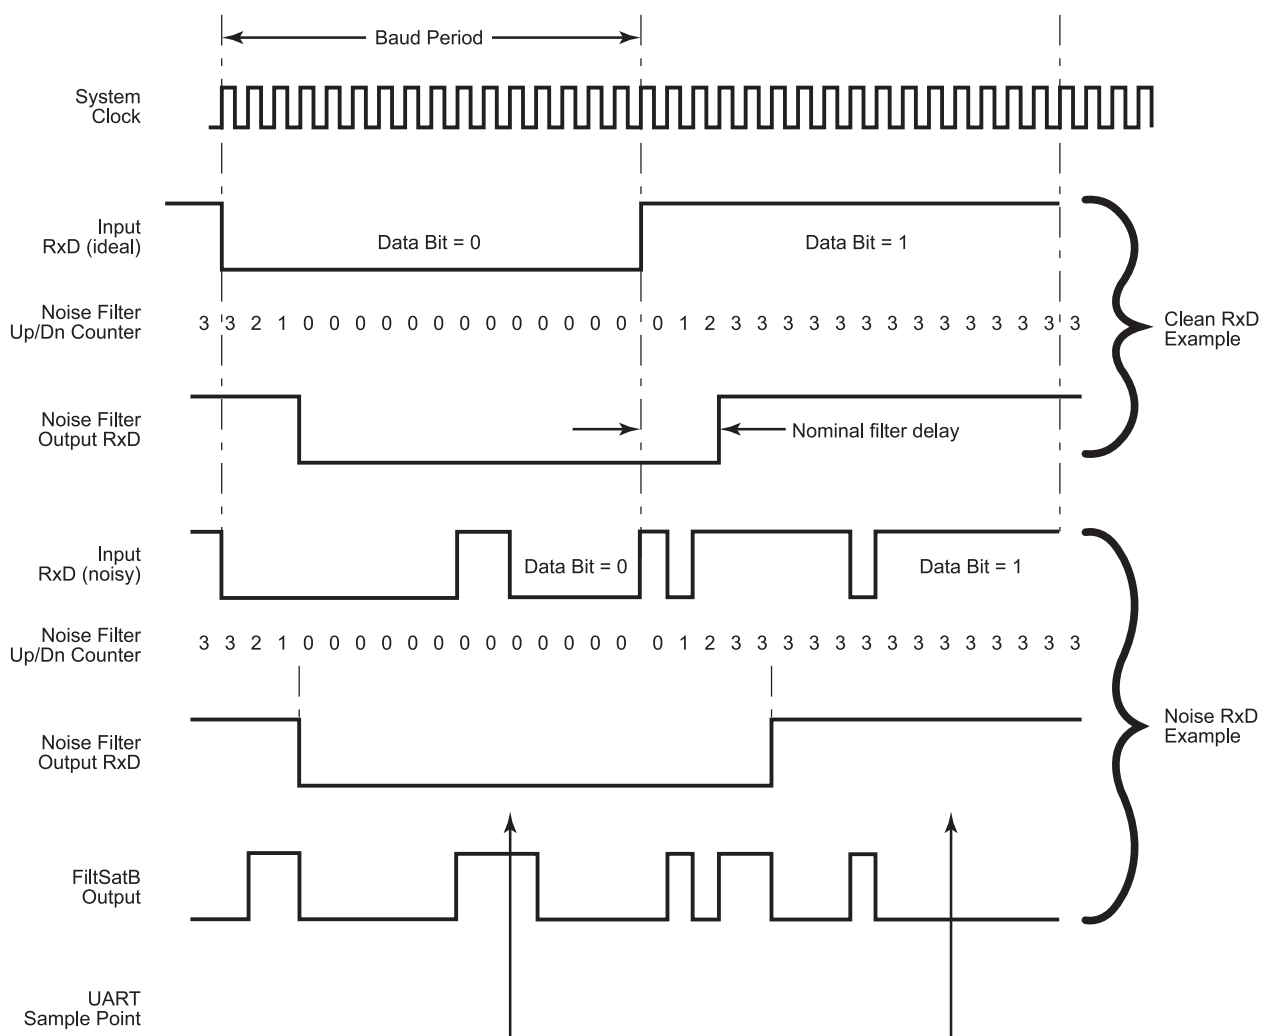 Baud Period
System
Clock
Input
RxD (ideal)
Data Bit = 0
Data Bit = 1
Noise Filter
Up/Dn Counter
3 3 2 1 0 0 0 0 0 0 0 0 0 0 0 0 0 0 1 2 3 3 3 3 3 3 3 3 3 3 3 3 3 3
Clean RxD
Example
Noise Filter
Output RxD
Nominal filter delay
Input
RxD (noisy)
Data Bit = 0
Data Bit = 1
Noise Filter
Up/Dn Counter
3 3 2 1 0 0 0 0 0 0 0 0 0 0 0 0 0 0 1 2 3 3 3 3 3 3 3 3 3 3 3 3 3 3
Noise RxD
Example
Noise Filter
Output RxD
FiltSatB
Output
UART
Sample Point